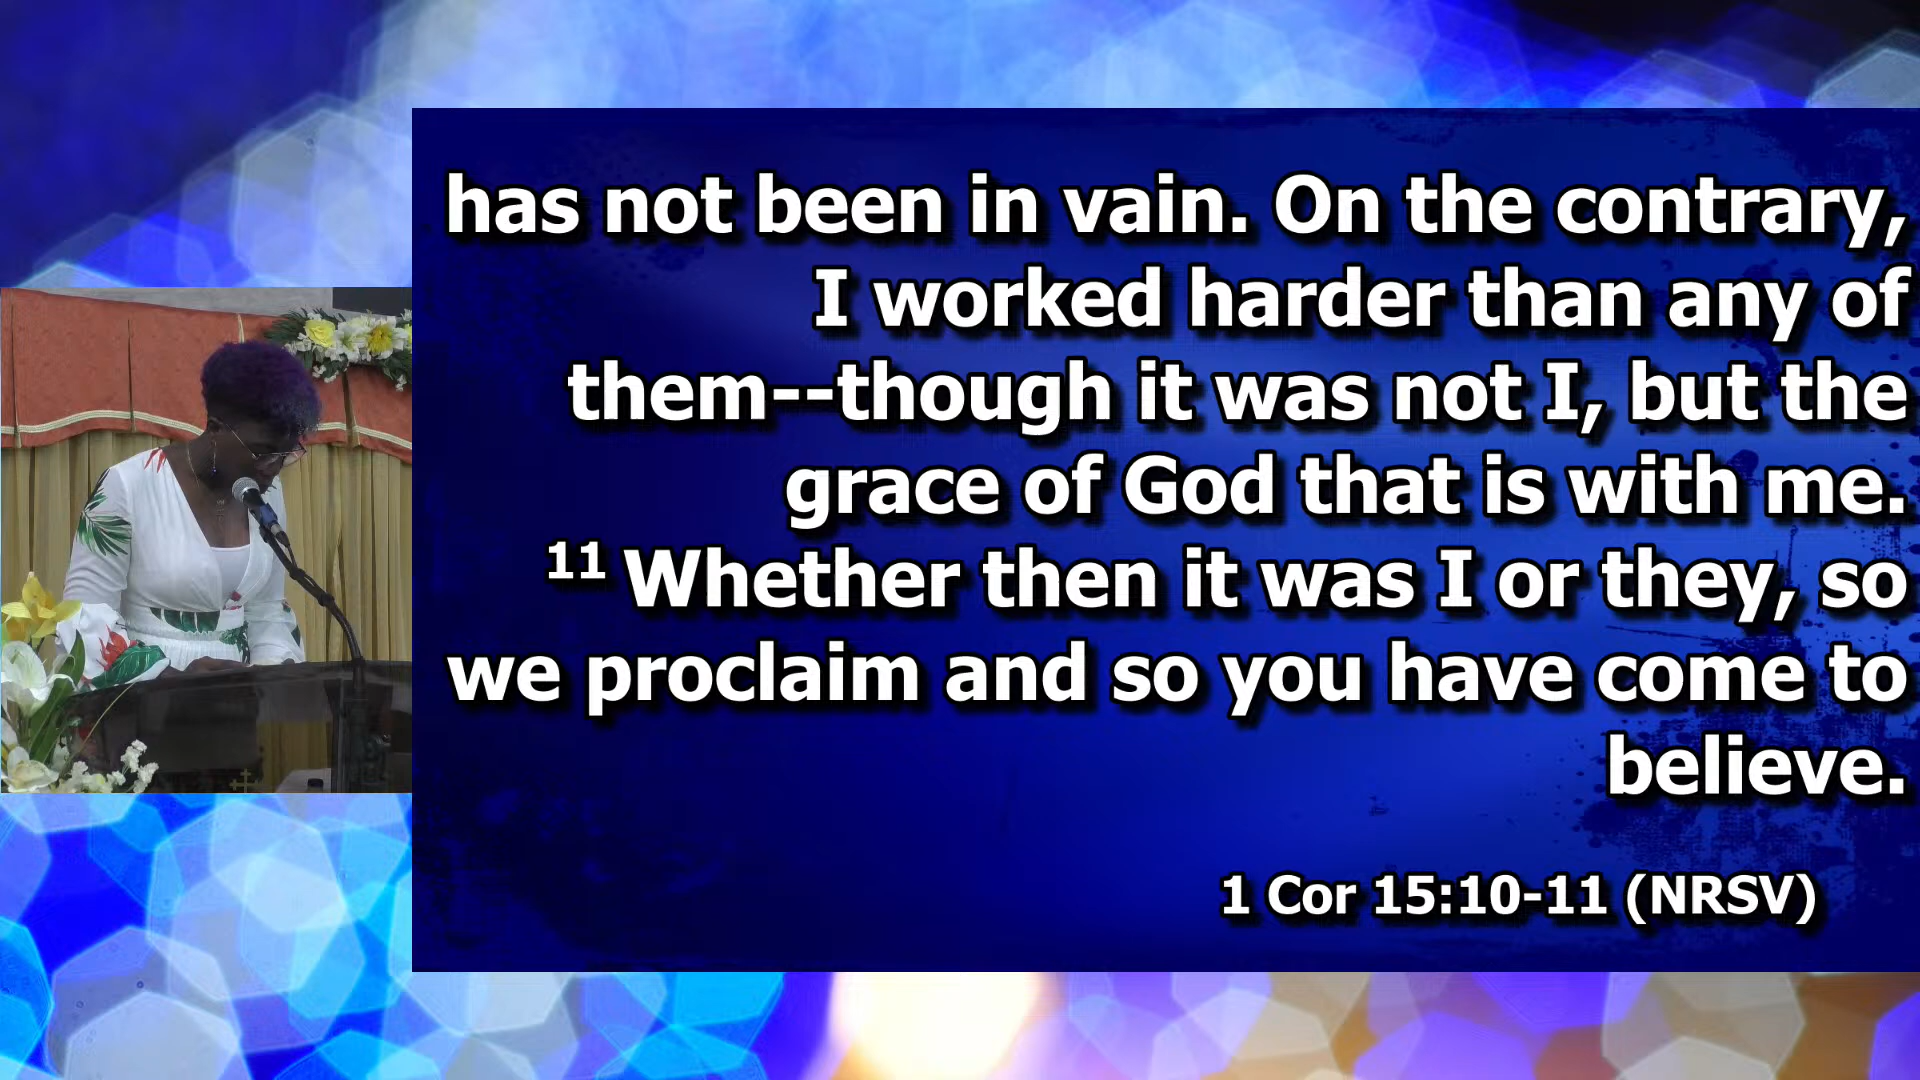 has not been in vain. On the contrary,
I worked harder than any of
them--though it was not I, but the
grace of God that is with me.
11 Whether then it was I or they, so
we proclaim and so you have come to
believe.
1 Cor 15:10-11 (NRSV)